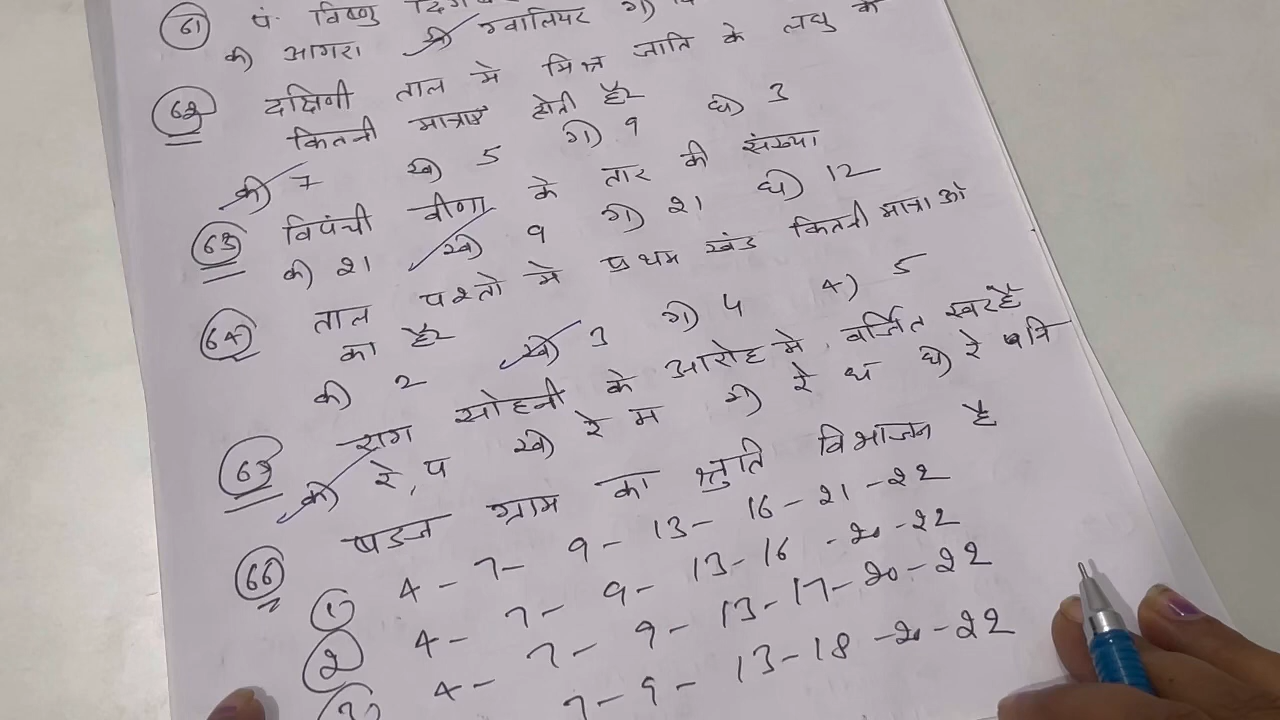 61 पं. विष्णु
क) आगरा ख) ग्वालियर ग)
62 दक्षिणी ताल मे मिश्र जाति के लघु के
कितनी मात्राएं होती है?
क) 7 ख) 5 ग) 9 घ) 3
63 विपंची वीणा के तार की संख्या
क) 21 ख) 9 ग) 21 घ) 12
64 ताल पश्तो मे प्रथम खंड कितनी मात्राओ
का है?
क) 2 ख) 3 ग) 4 4) 5
65 राग सोहनी के आरोह मे वर्जित स्वर है
क) रे, प ख) रे म ग) रे ध घ) रे नि
66 षडज ग्राम का श्रुति विभाजन है
1) 4 - 7 - 9 - 13 - 16 - 21 - 22
2 4 - 7 - 9 - 13 - 16 - 20 - 22
3) 4 - 7 - 9 - 13 - 17 - 20 - 22
7 - 9 - 13 - 18 - 20 - 22